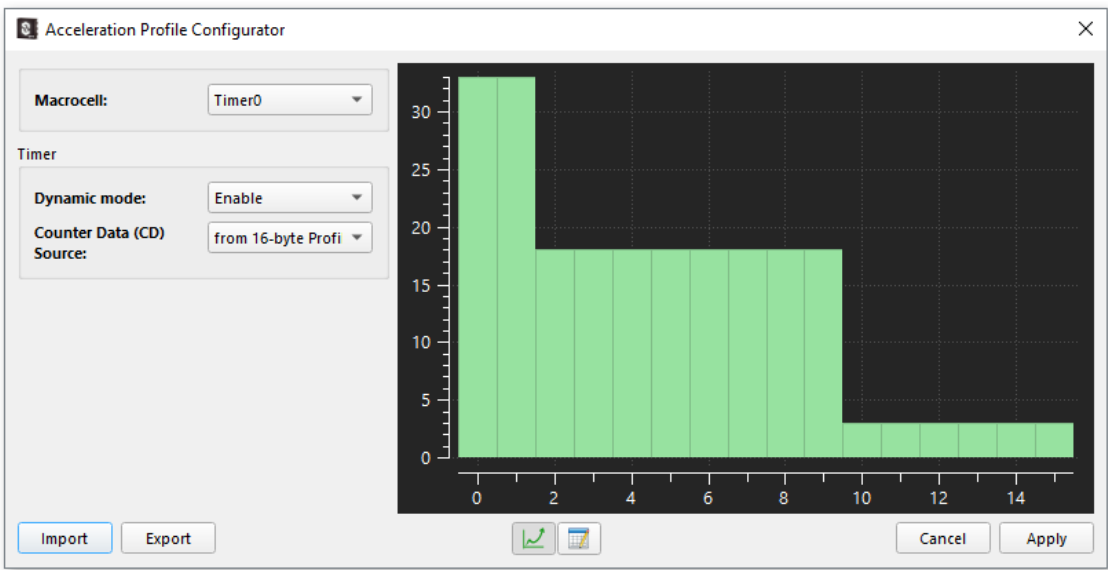 Acceleration Profile Configurator
Macrocell:
Timer0
Timer
Dynamic mode:
Enable
Counter Data (CD)
Source:
from 16-byte Profi
30
25
20
15
10
5
0
0 2 4 6 8 10 12 14
Import
Export
Cancel
Apply